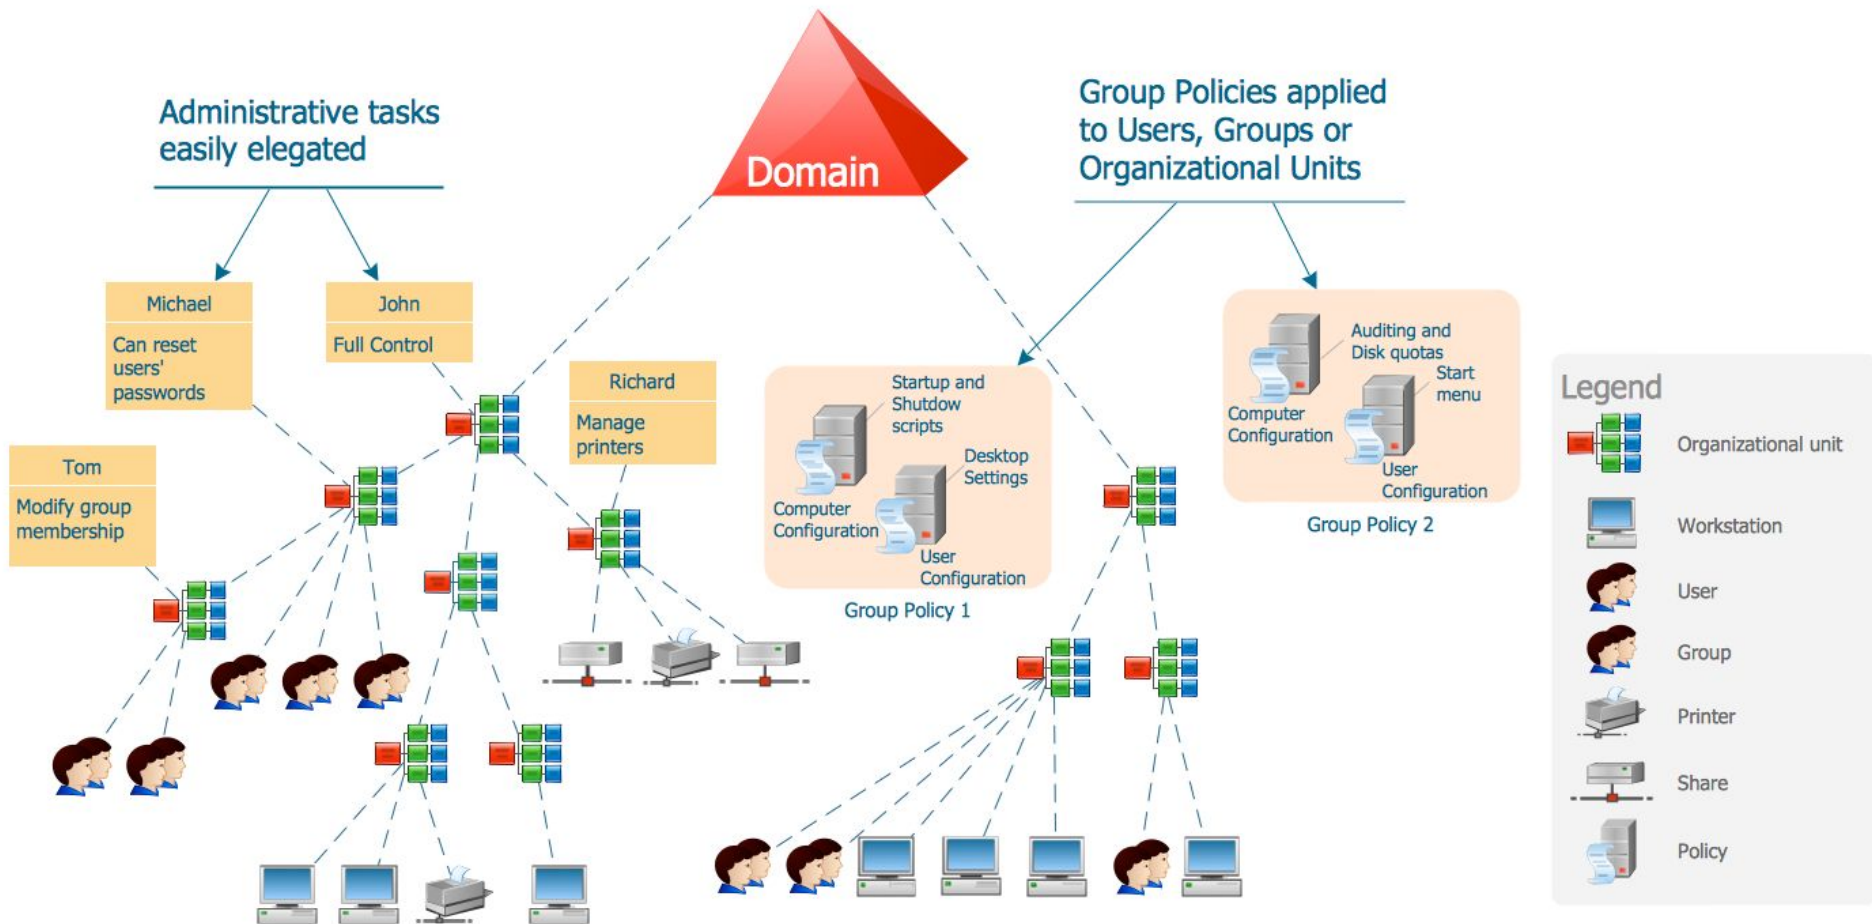 Administrative tasks
easily elegated
Domain
Group Policies applied
to Users, Groups or
Organizational Units
Michael
Can reset
users'
passwords
John
Full Control
Tom
Modify group
membership
Richard
Manage
printers
Startup and
Shutdow
scripts
Computer
Configuration
Desktop
Settings
User
Configuration
Group Policy 1
Auditing and
Disk quotas
Computer
Configuration
Start
menu
User
Configuration
Group Policy 2
Legend
Organizational unit
Workstation
User
Group
Printer
Share
Policy